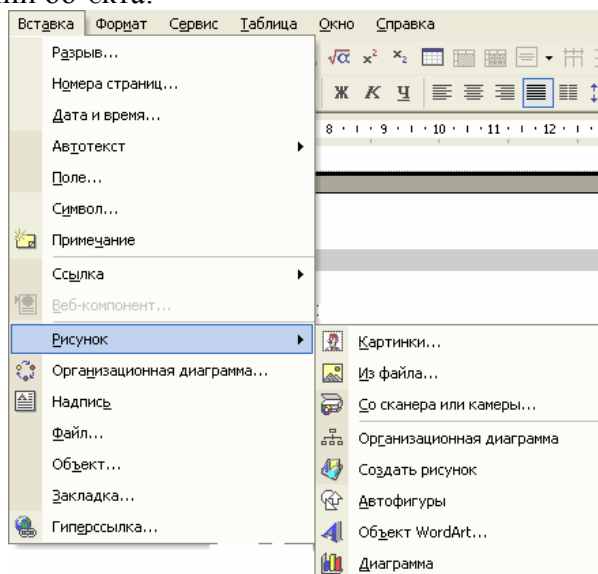 Вставка Формат Сервис Таблица Окно Справка
Разрыв...
Номера страниц...
Дата и время...
Автотекст
Поле...
Символ...
Примечание
Ссылка
Веб-компонент...
Рисунок
Организационная диаграмма...
Надпись
Файл...
Объект...
Закладка...
Гиперссылка...
√α x² x₂
Ж К Ч
8 9 10 11 12
Картинки...
Из файла...
Со сканера или камеры...
Организационная диаграмма
Создать рисунок
Автофигуры
Объект WordArt...
Диаграмма